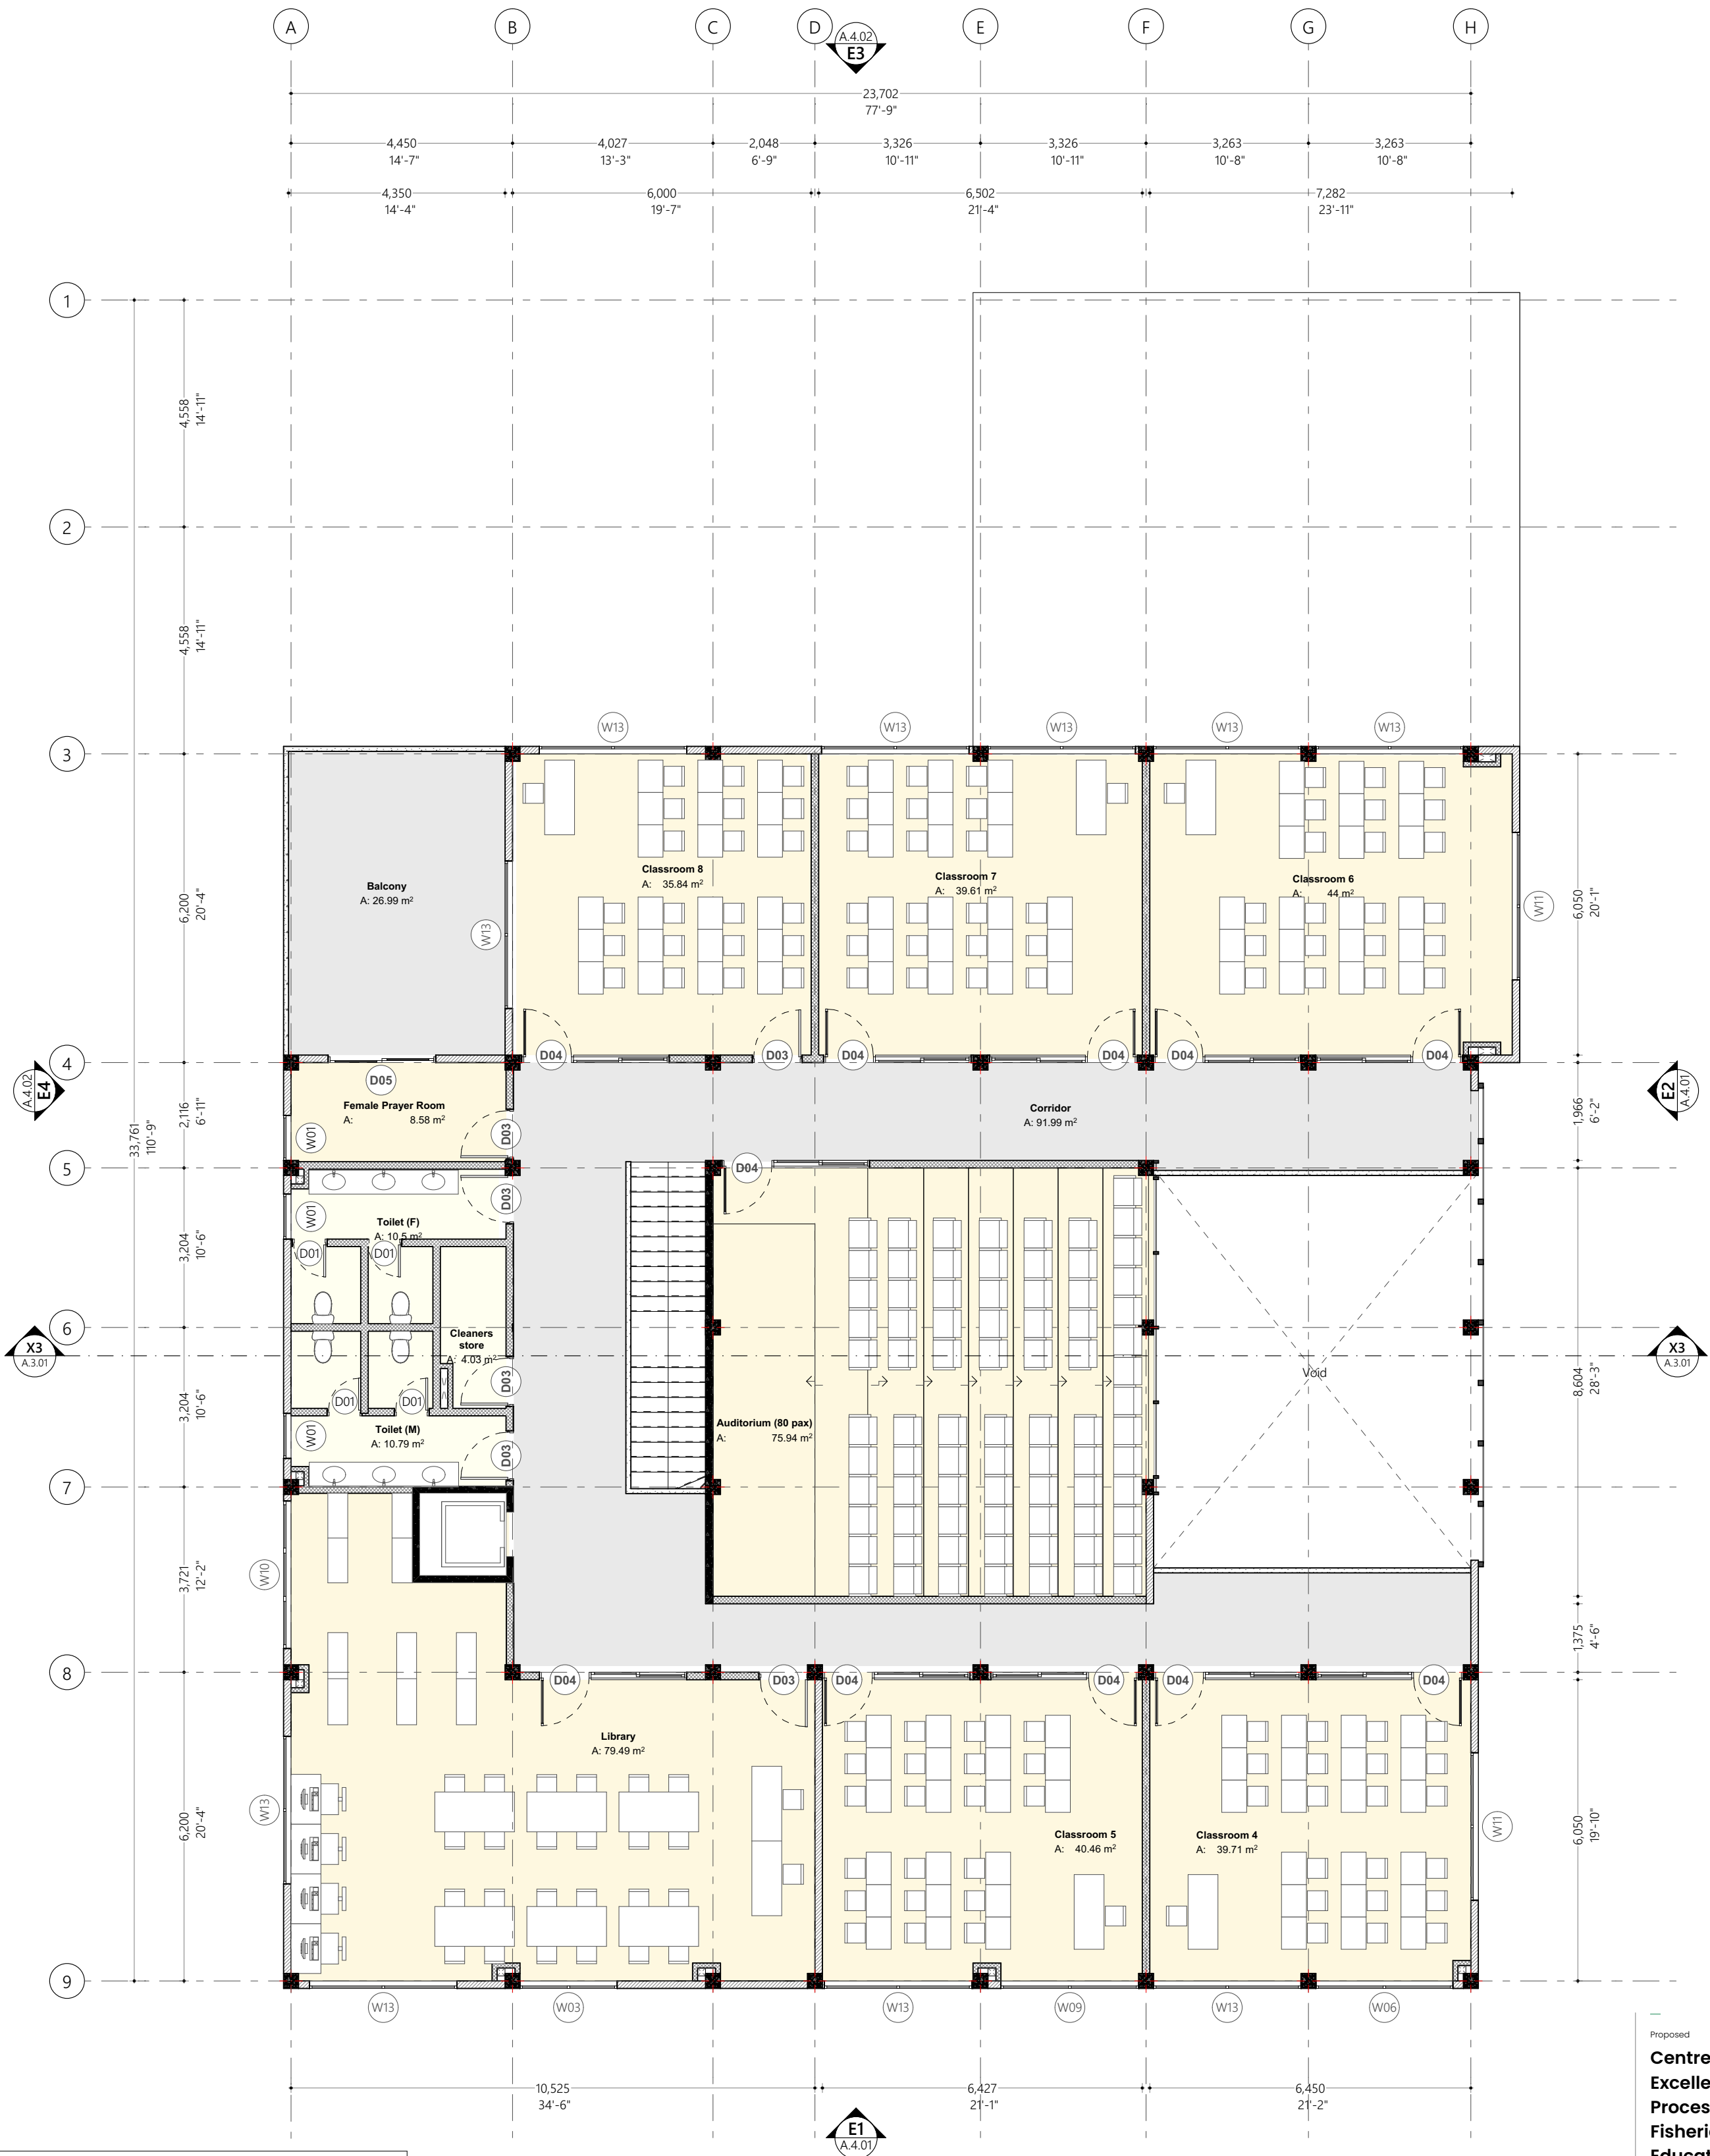 A B C D E F G H
A.4.02
E3
23,702
77'-9"
4,450 4,027 2,048 3,326 3,326 3,263 3,263
14'-7" 13'-3" 6'-9" 10'-11" 10'-11" 10'-8" 10'-8"
4,350 6,000 6,502 7,282
14'-4" 19'-7" 21'-4" 23'-11"
1
4,558
14'-11"
2
4,558
14'-11"
33,761
110'-9"
W13 W13 W13 W13 W13
3
Classroom 8
A: 35.84 m²
Classroom 7
A: 39.61 m²
Classroom 6
A: 44 m²
Balcony
A: 26.99 m²
6,200
20'-4"
W13
W11
6,050
20'-1"
D04 D03 D04 D04 D04 D04
4
D05
A.4.02
E4
E2
A.4.01
Female Prayer Room
A: 8.58 m²
2,116
6'-11"
W01
D03
Corridor
A: 91.99 m²
1,966
6'-2"
5
D04
D03
W01
Toilet (F)
A: 10.5 m²
3,204
10'-6"
D01 D01
6
Cleaners
store
A: 4.03 m²
X3
A.3.01
X3
A.3.01
Void
D03
D01 D01
3,204
10'-6"
8,604
28'-3"
W01
Toilet (M)
A: 10.79 m²
D03
Auditorium (80 pax)
A: 75.94 m²
7
W10
3,721
12'-2"
1,375
4'-6"
8
D04 D03 D04 D04 D04 D04
Library
A: 79.49 m²
W13
6,200
20'-4"
Classroom 5
A: 40.46 m²
Classroom 4
A: 39.71 m²
W11
6,050
19'-10"
9
W13 W03 W13 W09 W13 W06
10,525 6,427 6,450
34'-6" 21'-1" 21'-2"
E1
A.4.01
Proposed
Centre
Excelle
Proces
Fisheri
Educat